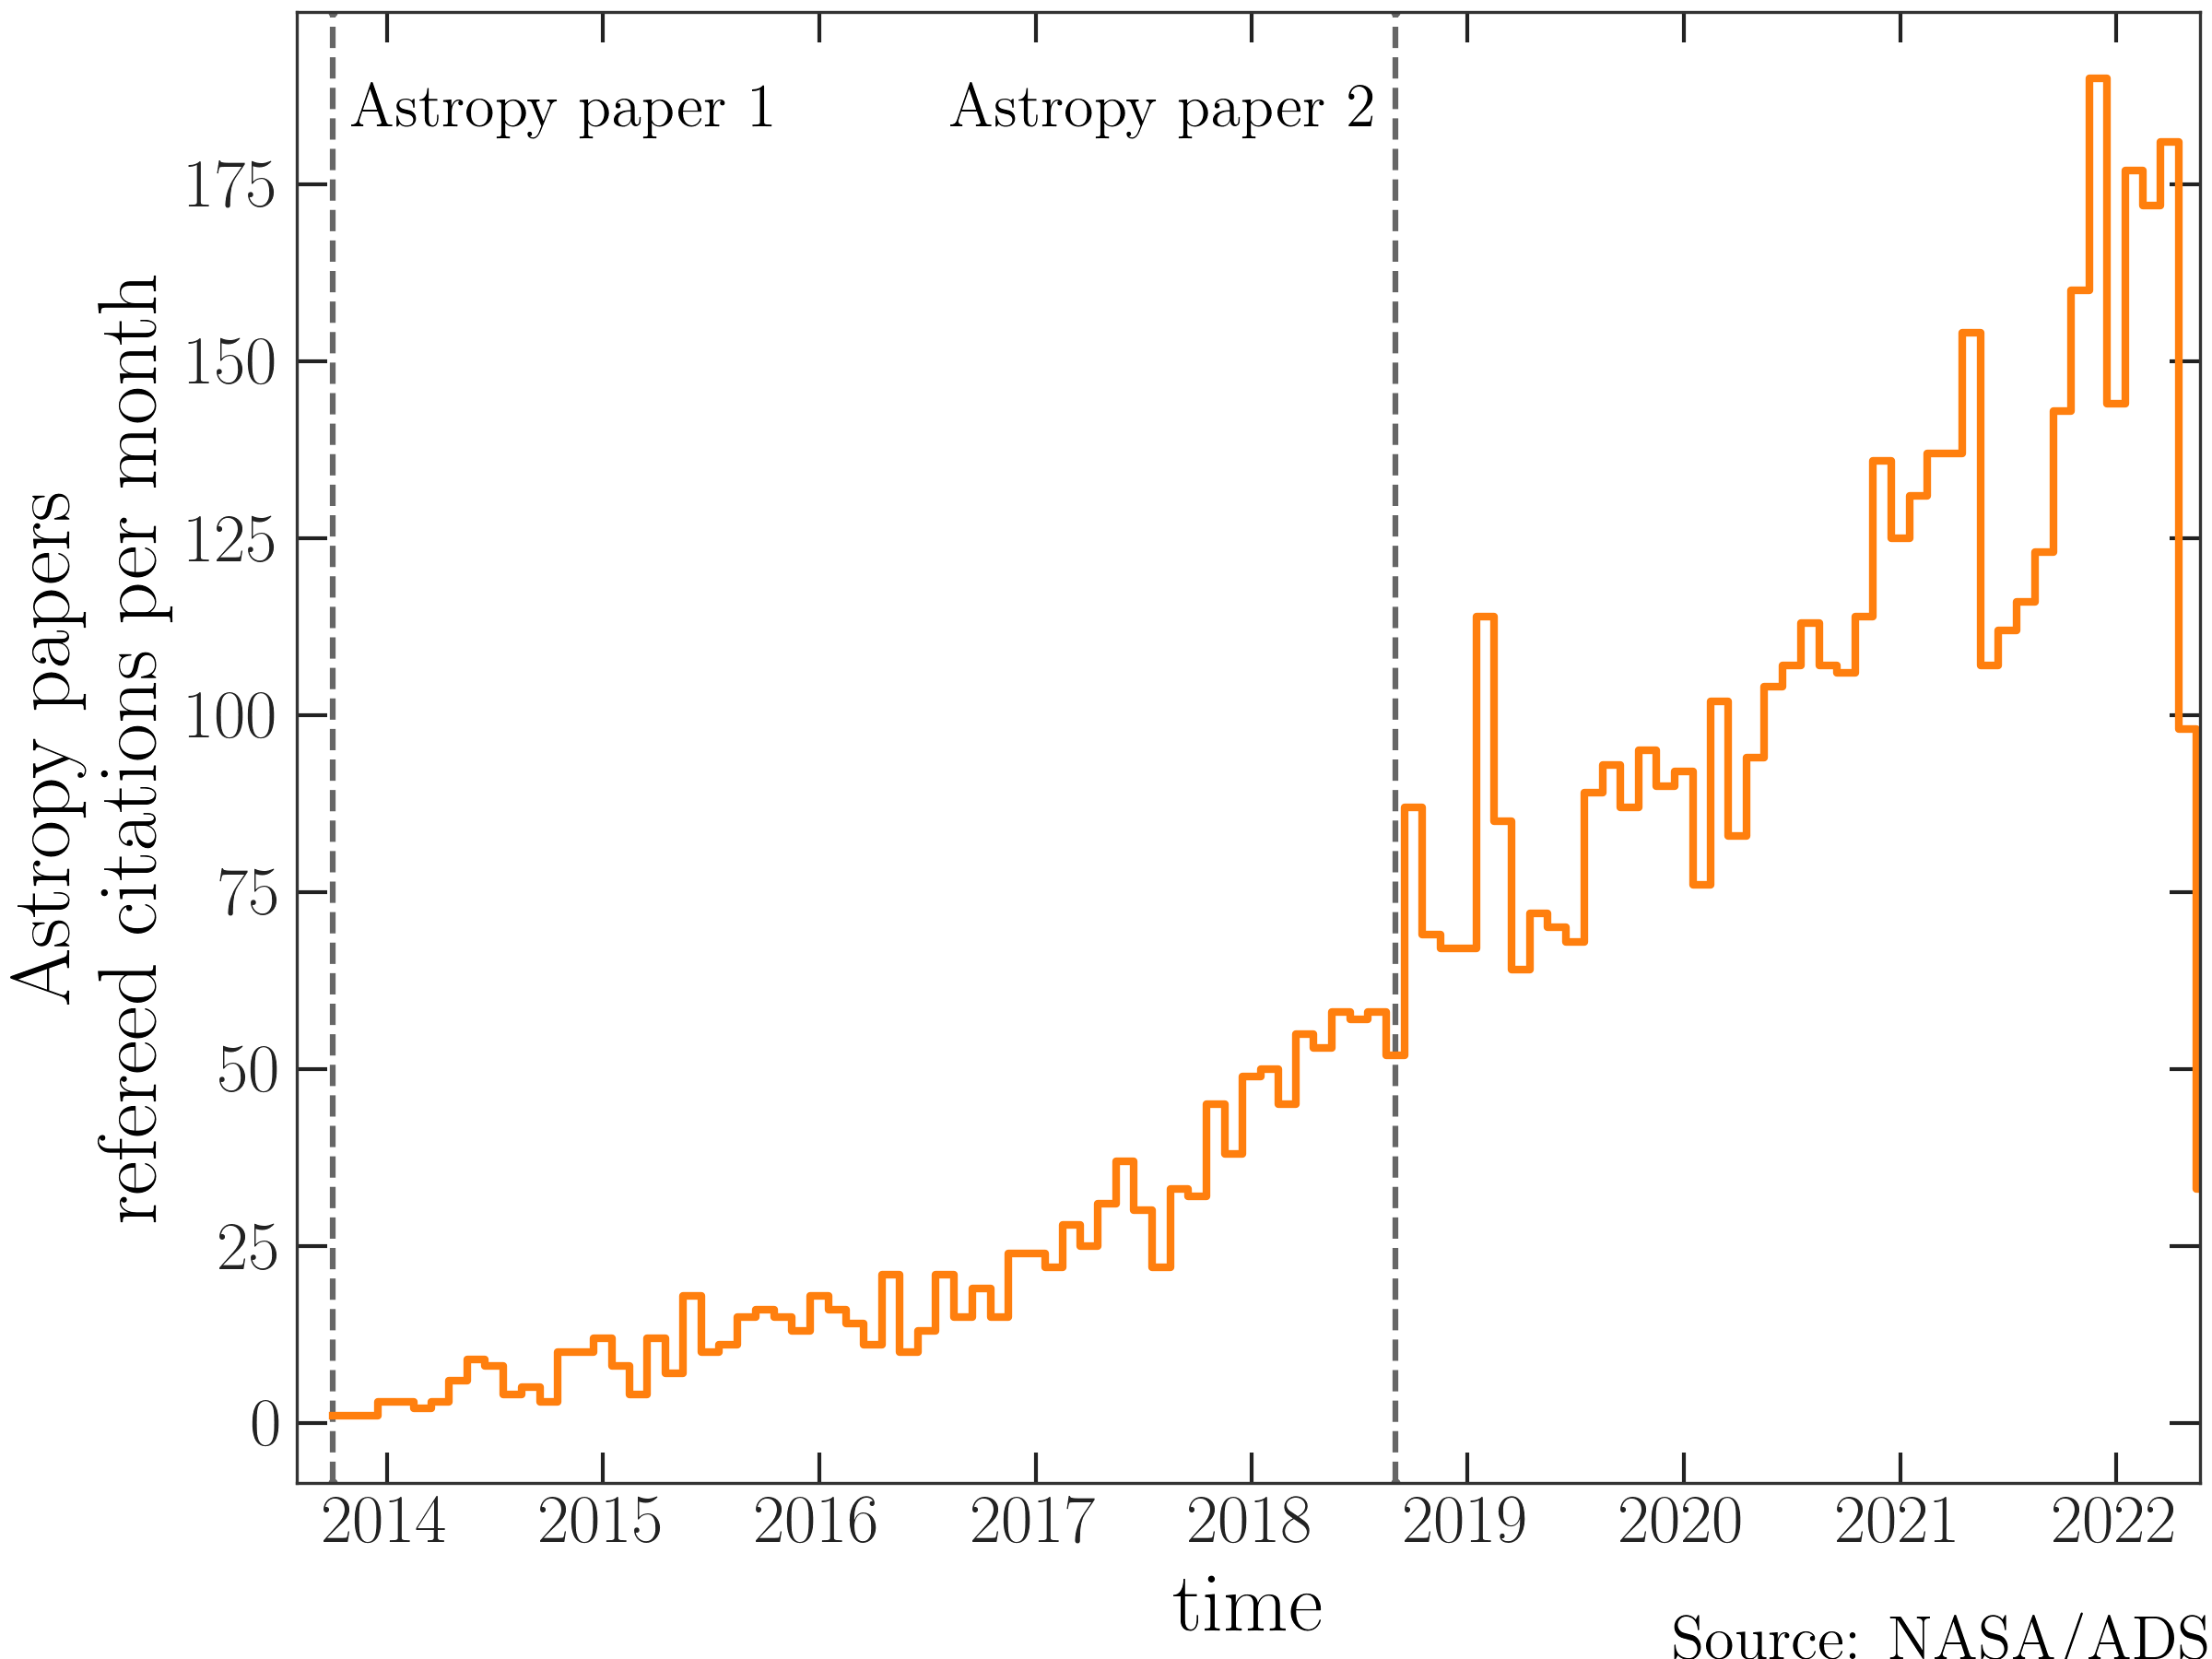 Astropy paper 1
Astropy paper 2
Astropy papers
refereed citations per month
175
150
125
100
75
50
25
0
2014 2015 2016 2017 2018 2019 2020 2021 2022
time
Source: NASA/ADS